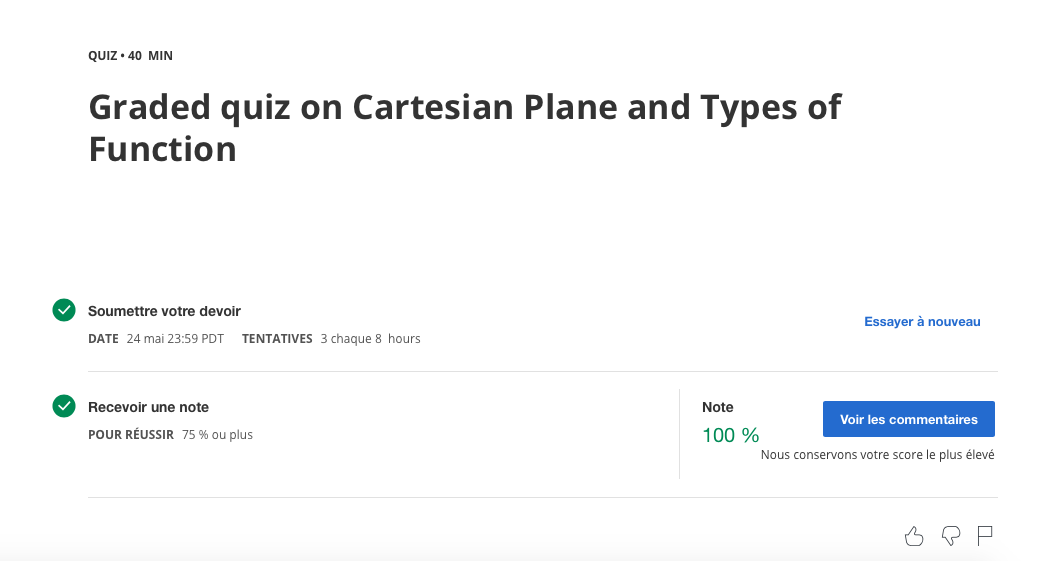 QUIZ • 40 MIN
Graded quiz on Cartesian Plane and Types of
Function
Soumettre votre devoir
DATE 24 mai 23:59 PDT TENTATIVES 3 chaque 8 hours
Essayer à nouveau
Recevoir une note
POUR RÉUSSIR 75 % ou plus
Note
100 %
Voir les commentaires
Nous conservons votre score le plus élevé